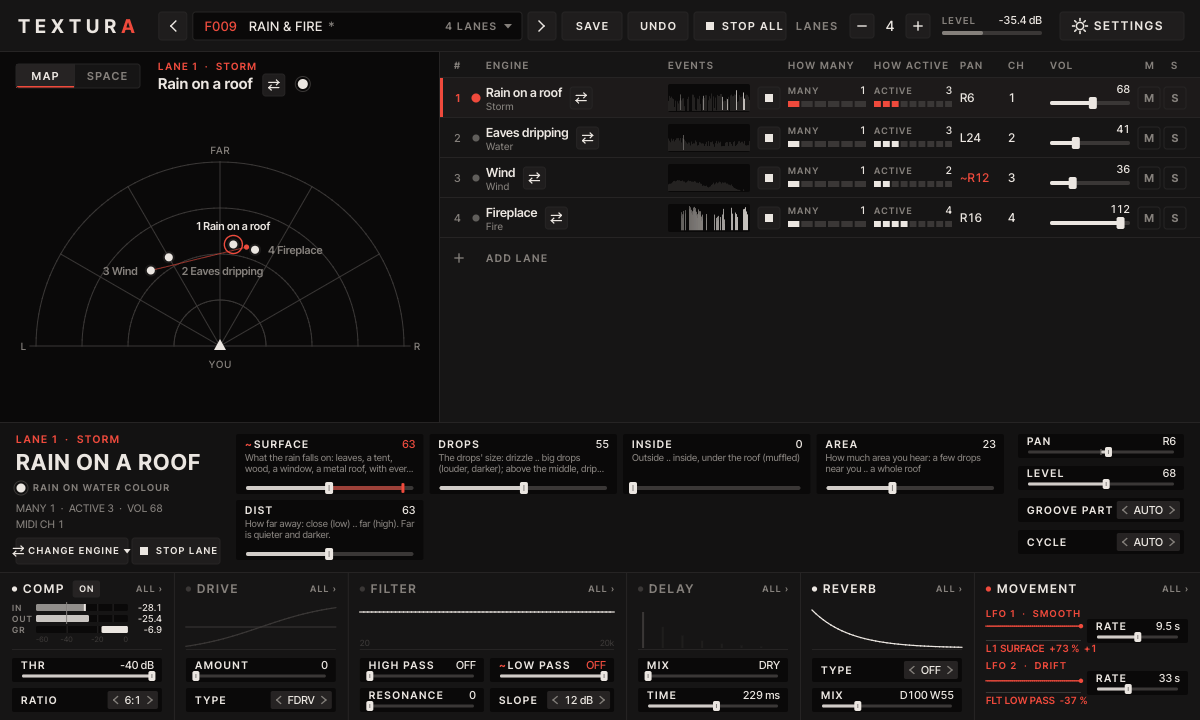 TEXTURA
F009 RAIN & FIRE * 4 LANES
SAVE UNDO STOP ALL LANES 4 LEVEL -35.4 dB SETTINGS
MAP SPACE
LANE 1 · STORM
Rain on a roof
FAR
1 Rain on a roof
4 Fireplace
3 Wind
2 Eaves dripping
L
R
YOU
# ENGINE EVENTS HOW MANY HOW ACTIVE PAN CH VOL M S
1 Rain on a roof MANY 1 ACTIVE 3 R6 1 68 M S
Storm
2 Eaves dripping MANY 1 ACTIVE 3 L24 2 41 M S
Water
3 Wind MANY 1 ACTIVE 2 ~R12 3 36 M S
Wind
4 Fireplace MANY 1 ACTIVE 4 R16 4 112 M S
Fire
+ ADD LANE
LANE 1 · STORM
RAIN ON A ROOF
RAIN ON WATER COLOUR
MANY 1 · ACTIVE 3 · VOL 68
MIDI CH 1
CHANGE ENGINE STOP LANE
~SURFACE 63
What the rain falls on: leaves, a tent,
wood, a window, a metal roof, with ever...
DROPS 55
The drops' size: drizzle .. big drops
(louder, darker); above the middle, drip...
INSIDE 0
Outside .. inside, under the roof (muffled)
AREA 23
How much area you hear: a few drops
near you .. a whole roof
DIST 63
How far away: close (low) .. far (high). Far
is quieter and darker.
PAN R6
LEVEL 68
GROOVE PART < AUTO >
CYCLE < AUTO >
COMP ON ALL ›
IN -28.1
OUT -25.4
GR -6.9
-60 -40 -20 0
THR -40 dB
RATIO < 6:1 >
DRIVE ALL ›
AMOUNT 0
TYPE < FDRV >
FILTER ALL ›
20 20k
HIGH PASS OFF
~LOW PASS OFF
RESONANCE 0
SLOPE < 12 dB >
DELAY ALL ›
MIX DRY
TIME 229 ms
REVERB ALL ›
TYPE < OFF >
MIX D100 W55
MOVEMENT ALL ›
LFO 1 · SMOOTH
RATE 9.5 s
L1 SURFACE +73 % +1
LFO 2 · DRIFT
RATE 33 s
FLT LOW PASS -37 %